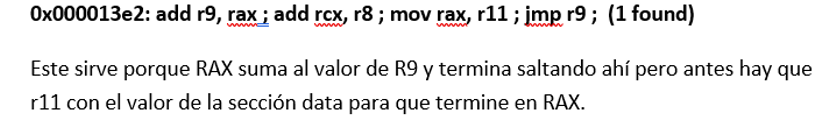 0x000013e2: add r9, rax ; add rcx, r8 ; mov rax, r11 ; jmp r9 ;  (1 found)
Este sirve porque RAX suma al valor de R9 y termina saltando ahí pero antes hay que
r11 con el valor de la sección data para que termine en RAX.